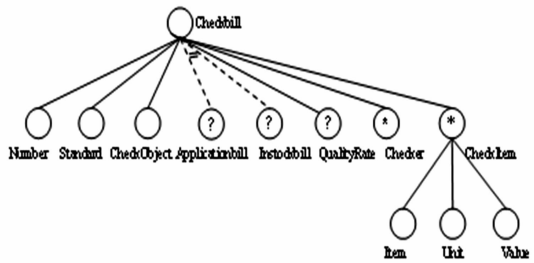 Checkbill
? ? ? * *
Number Standard CheckObject Applicationbill Instockbill QualityRate Checker CheckItem
Item Unit Value